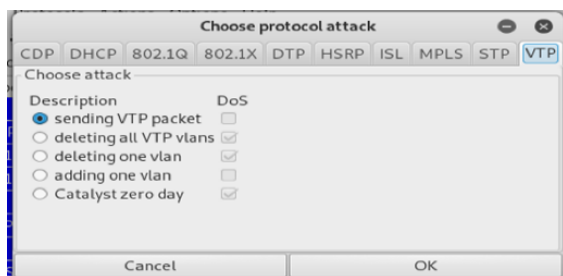 Choose protocol attack
CDP DHCP 802.1Q 802.1X DTP HSRP ISL MPLS STP VTP
Choose attack
Description DoS
sending VTP packet
deleting all VTP vlans
deleting one vlan
adding one vlan
Catalyst zero day
Cancel OK